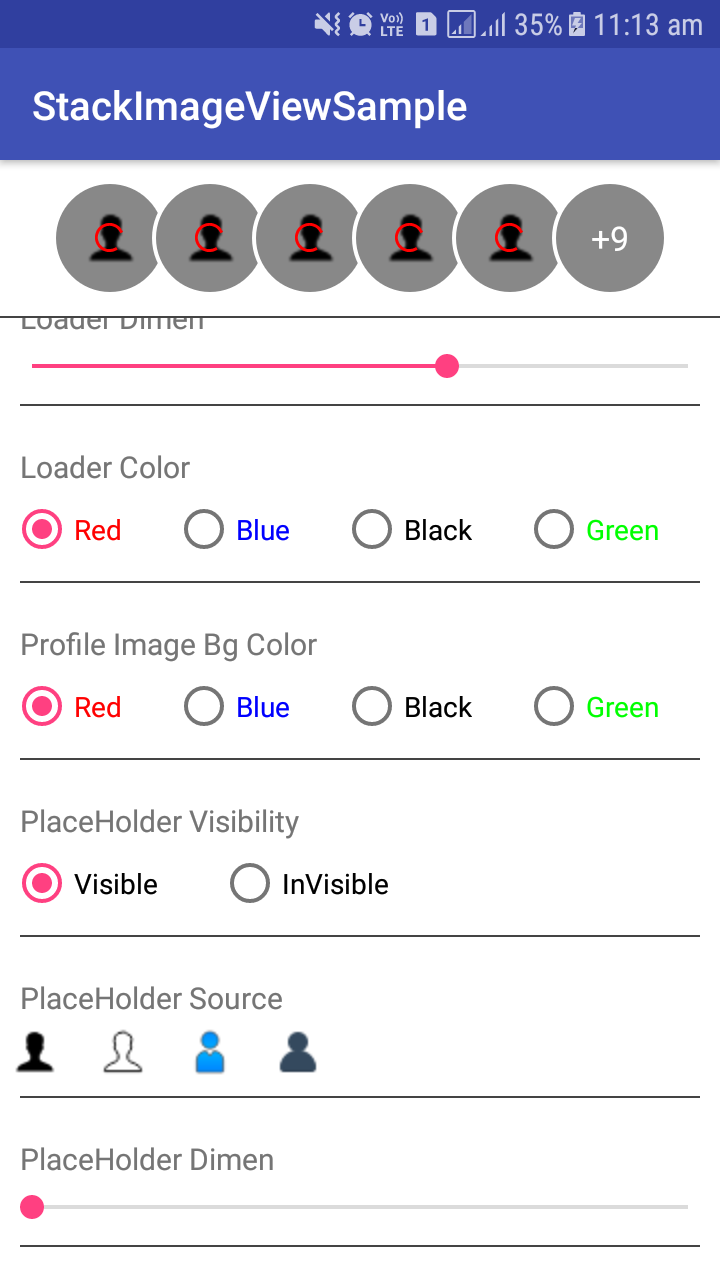 Vo)) LTE 1 35% 11:13 am
StackImageViewSample
+9
Loader Dimen
Loader Color
Red Blue Black Green
Profile Image Bg Color
Red Blue Black Green
PlaceHolder Visibility
Visible InVisible
PlaceHolder Source
PlaceHolder Dimen